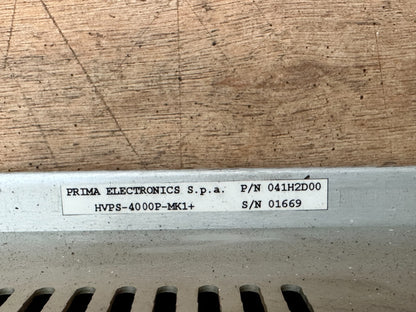 PRIMA ELECTRONICS S.p.a. P/N 041H2D00
HVPS-4000P-MK1+ S/N 01669